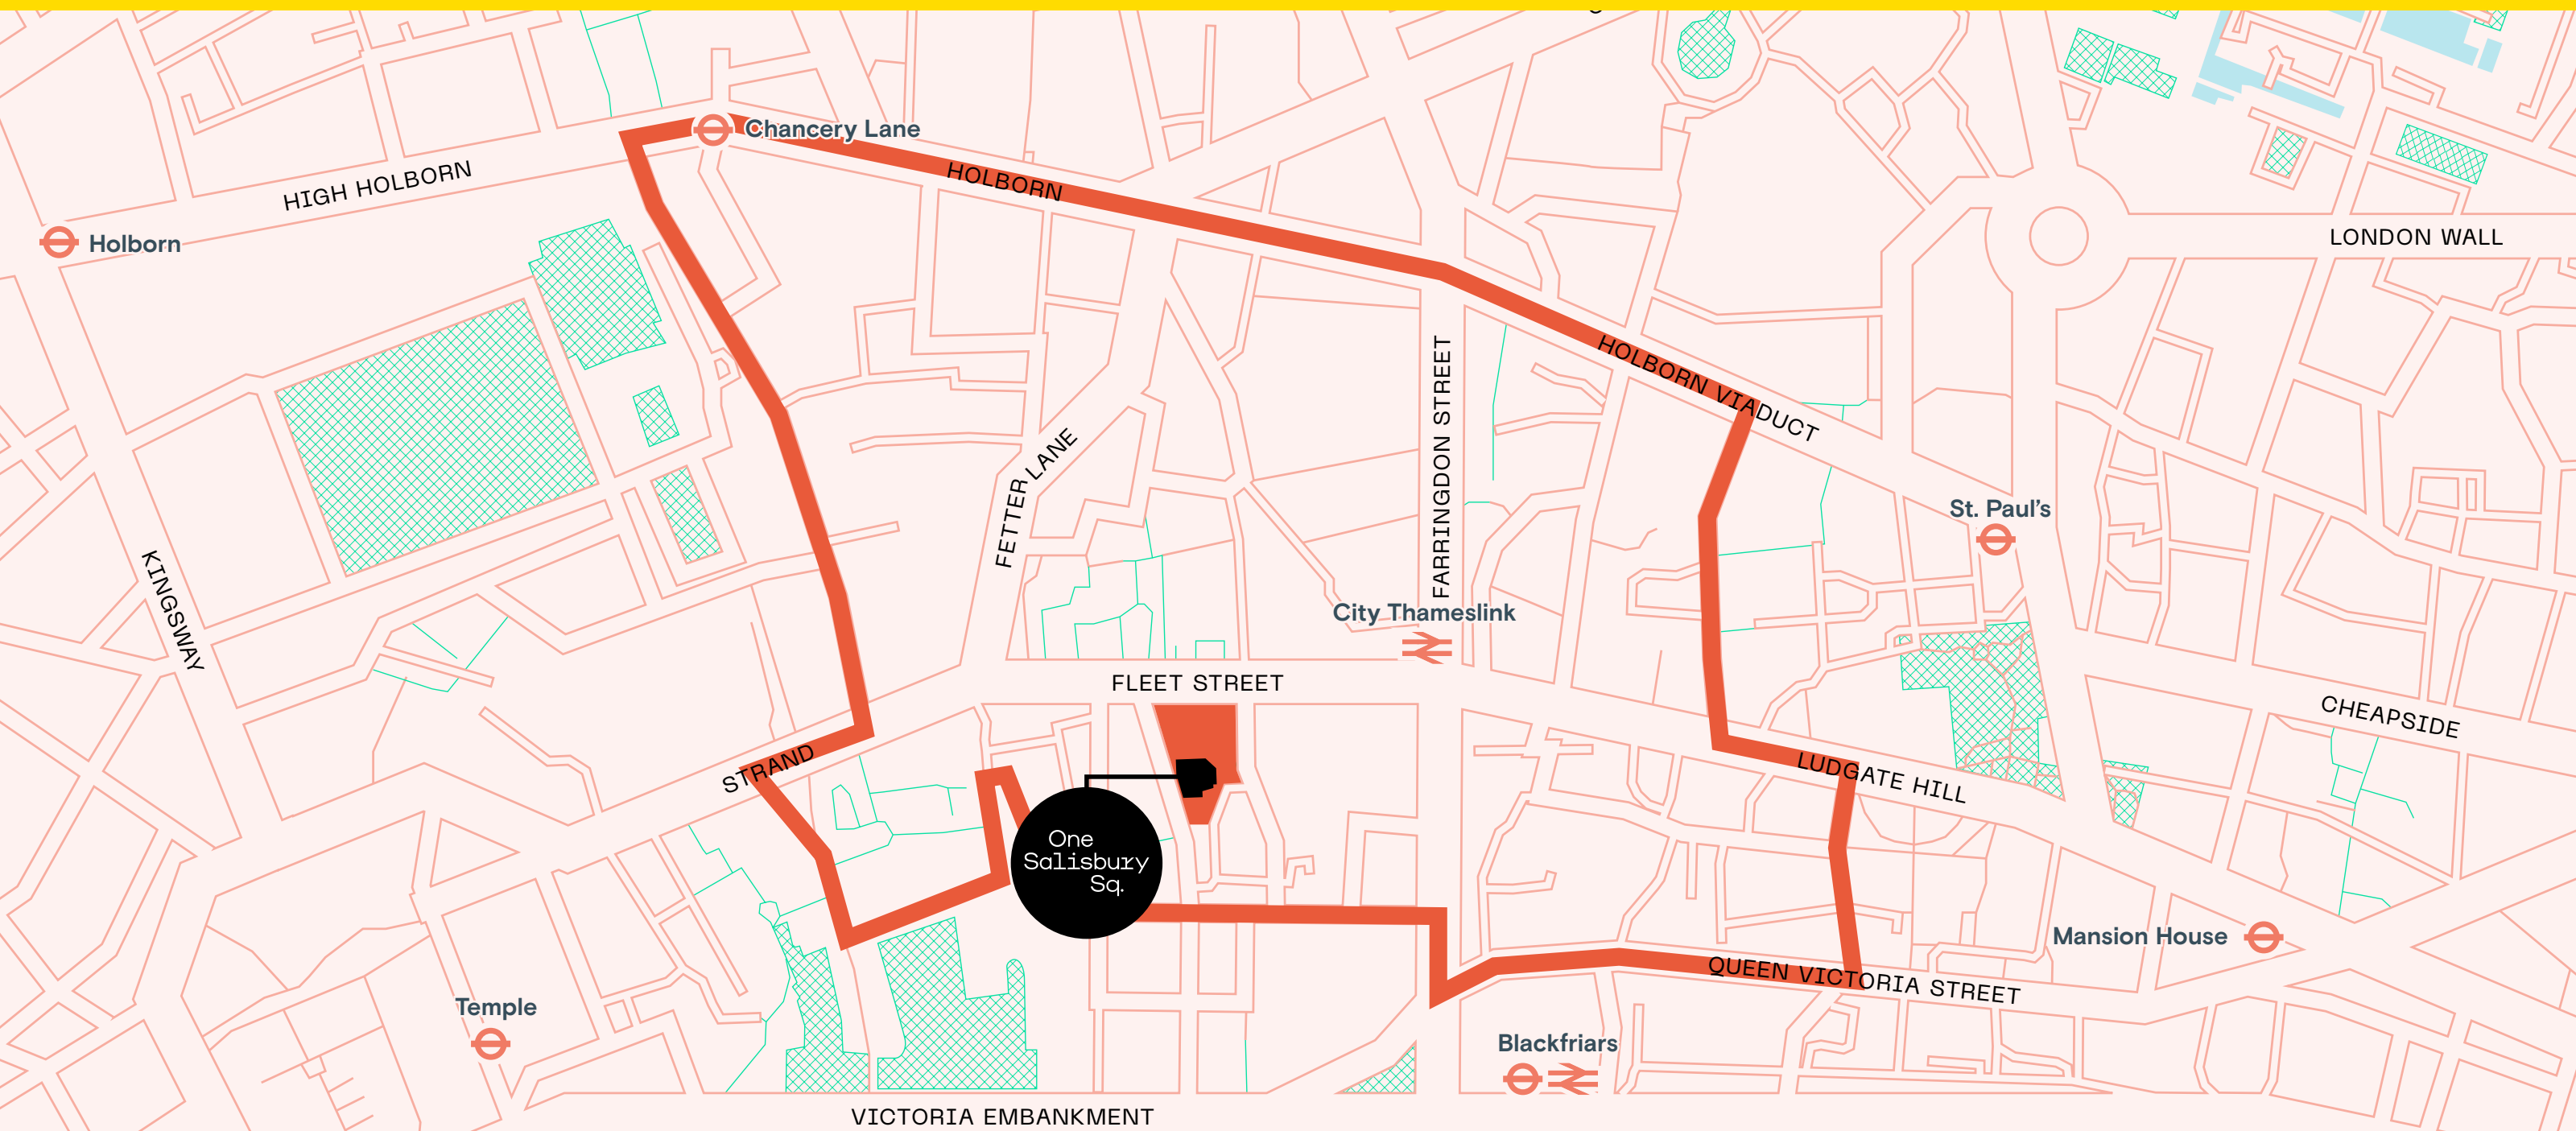 Chancery Lane
HOLBORN
HIGH HOLBORN
Holborn
LONDON WALL
HOLBORN VIADUCT
FARRINGDON STREET
FETTER LANE
St. Paul’s
KINGSWAY
City Thameslink
FLEET STREET
CHEAPSIDE
STRAND
LUDGATE HILL
One
Salisbury
Sq.
Mansion House
QUEEN VICTORIA STREET
Temple
Blackfriars
VICTORIA EMBANKMENT